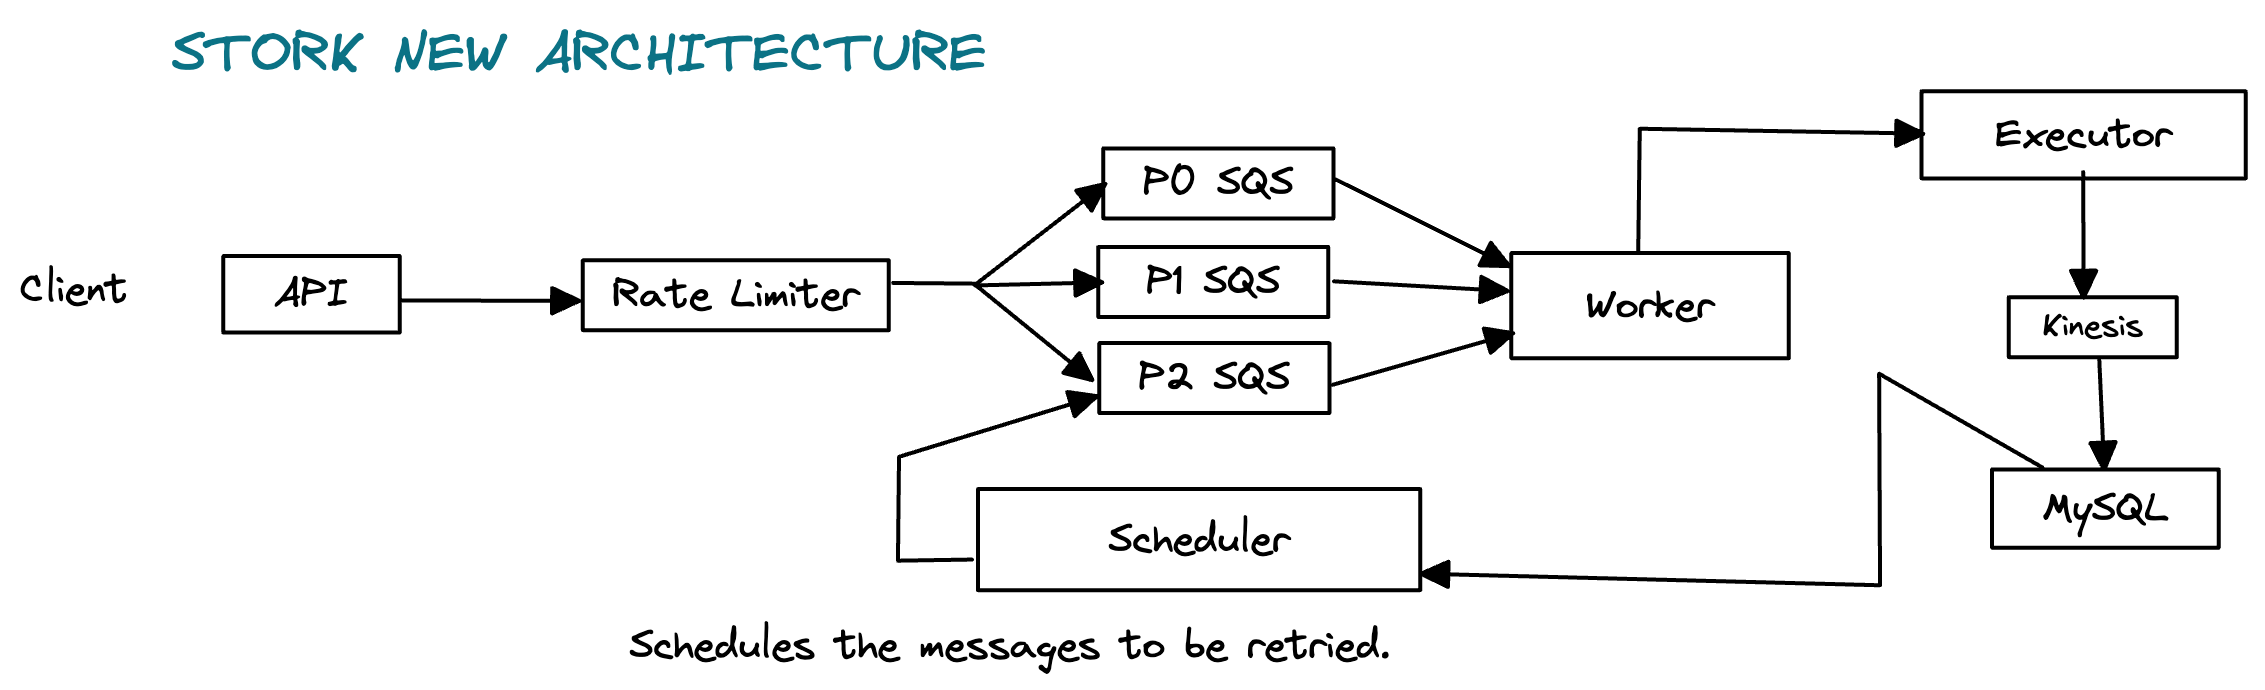 STORK NEW ARCHITECTURE
Client
API
Rate Limiter
P0 SQS
P1 SQS
P2 SQS
Worker
Executor
Kinesis
MySQL
Scheduler
Schedules the messages to be retried.